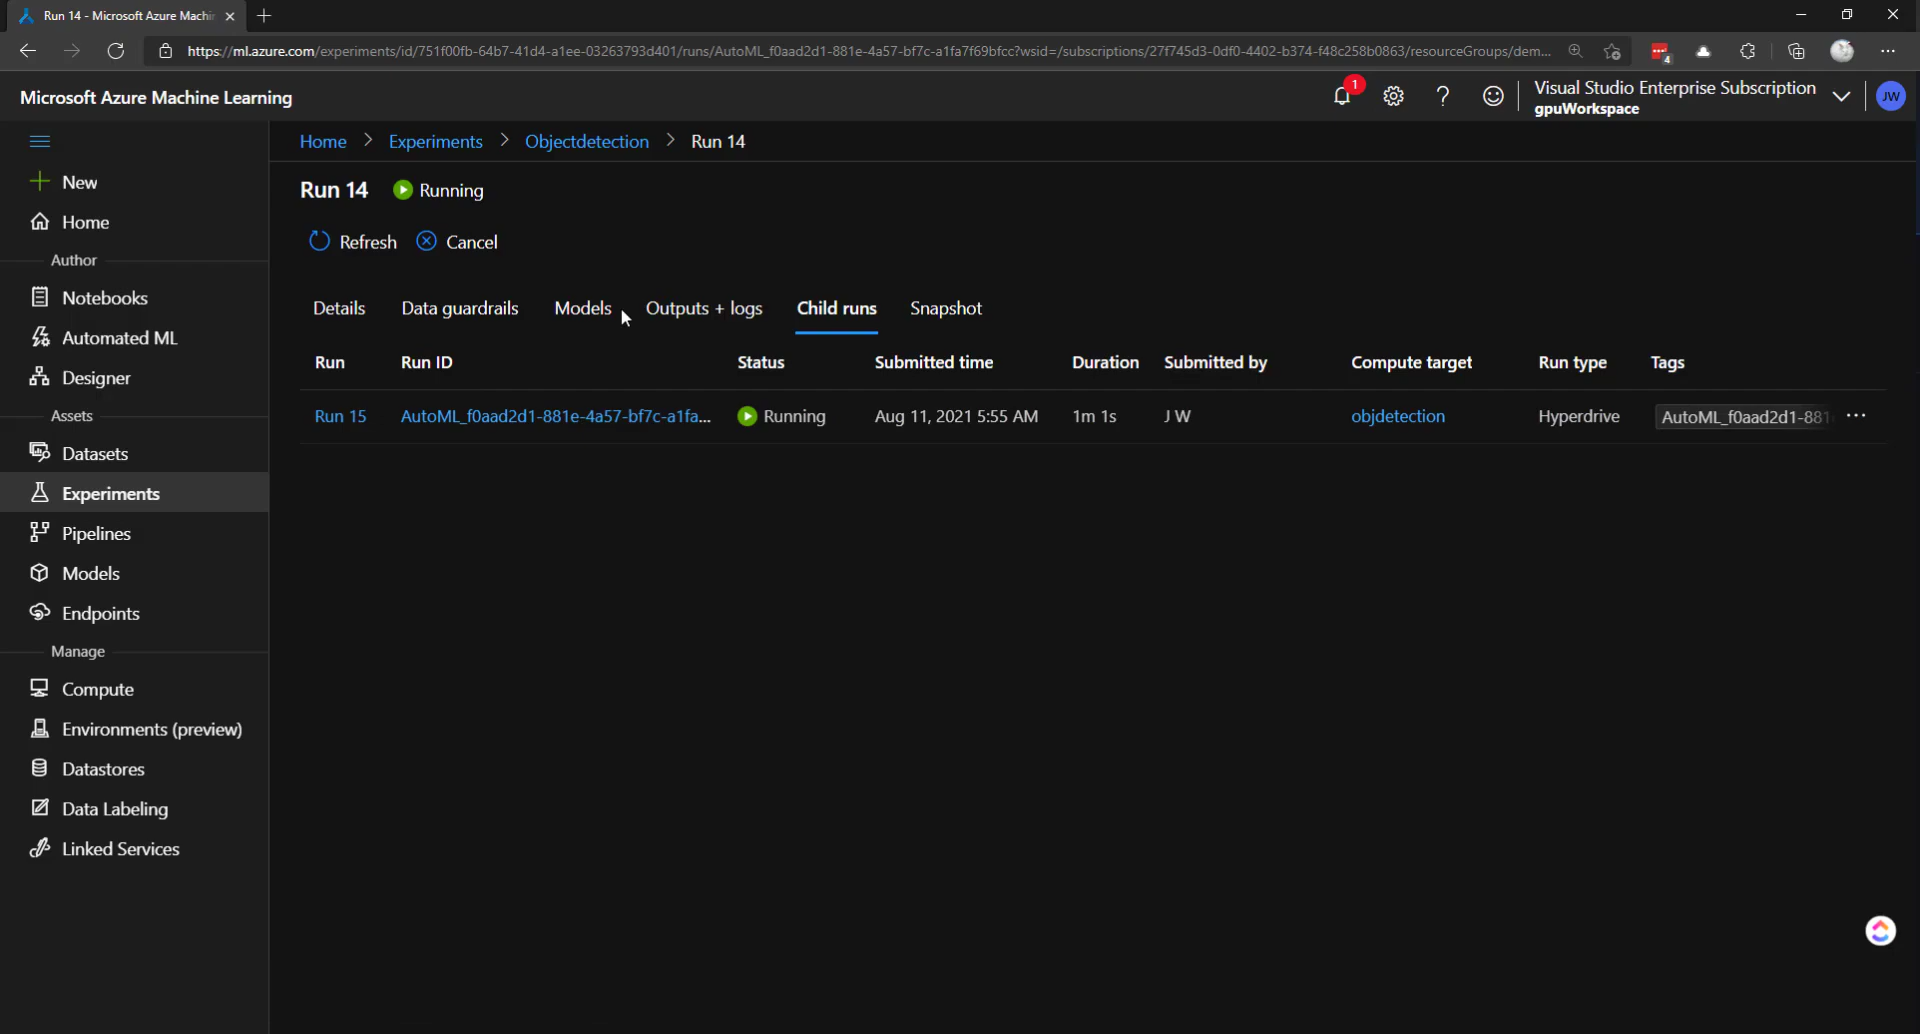 Run 14 - Microsoft Azure Machi
https://ml.azure.com/experiments/id/751f00fb-64b7-41d4-a1ee-03263793d401/runs/AutoML_f0aad2d1-881e-4a57-bf7c-a1fa7f69bfcc?wsid=/subscriptions/27f745d3-0df0-4402-b374-f48c258b0863/resourceGroups/dem...
4
Microsoft Azure Machine Learning
1
Visual Studio Enterprise Subscription
gpuWorkspace
JW
Home > Experiments > Objectdetection > Run 14
New
Home
Author
Notebooks
Automated ML
Designer
Assets
Datasets
Experiments
Pipelines
Models
Endpoints
Manage
Compute
Environments (preview)
Datastores
Data Labeling
Linked Services
Run 14 Running
Refresh Cancel
Details Data guardrails Models Outputs + logs Child runs Snapshot
Run Run ID Status Submitted time Duration Submitted by Compute target Run type Tags
Run 15 AutoML_f0aad2d1-881e-4a57-bf7c-a1fa... Running Aug 11, 2021 5:55 AM 1m 1s J W objdetection Hyperdrive AutoML_f0aad2d1-881 ...